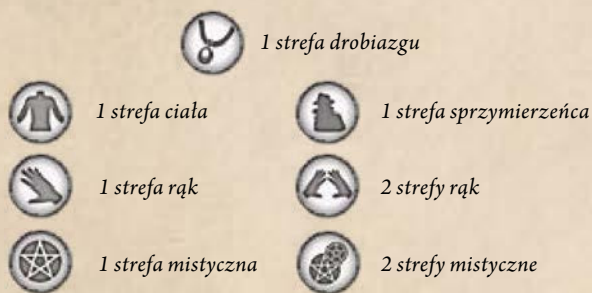 1 strefa drobiazgu
1 strefa ciała
1 strefa sprzymierzeńca
1 strefa rąk
2 strefy rąk
1 strefa mistyczna
2 strefy mistyczne